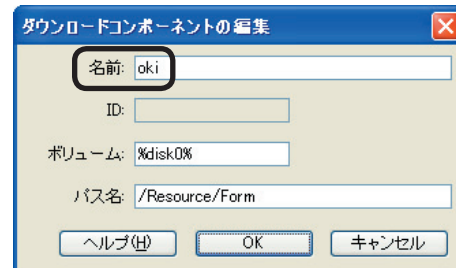 ダウンロードコンポーネントの編集
名前: oki
ID:
ボリューム: %disk0%
パス名: /Resource/Form
ヘルプ(H) OK キャンセル